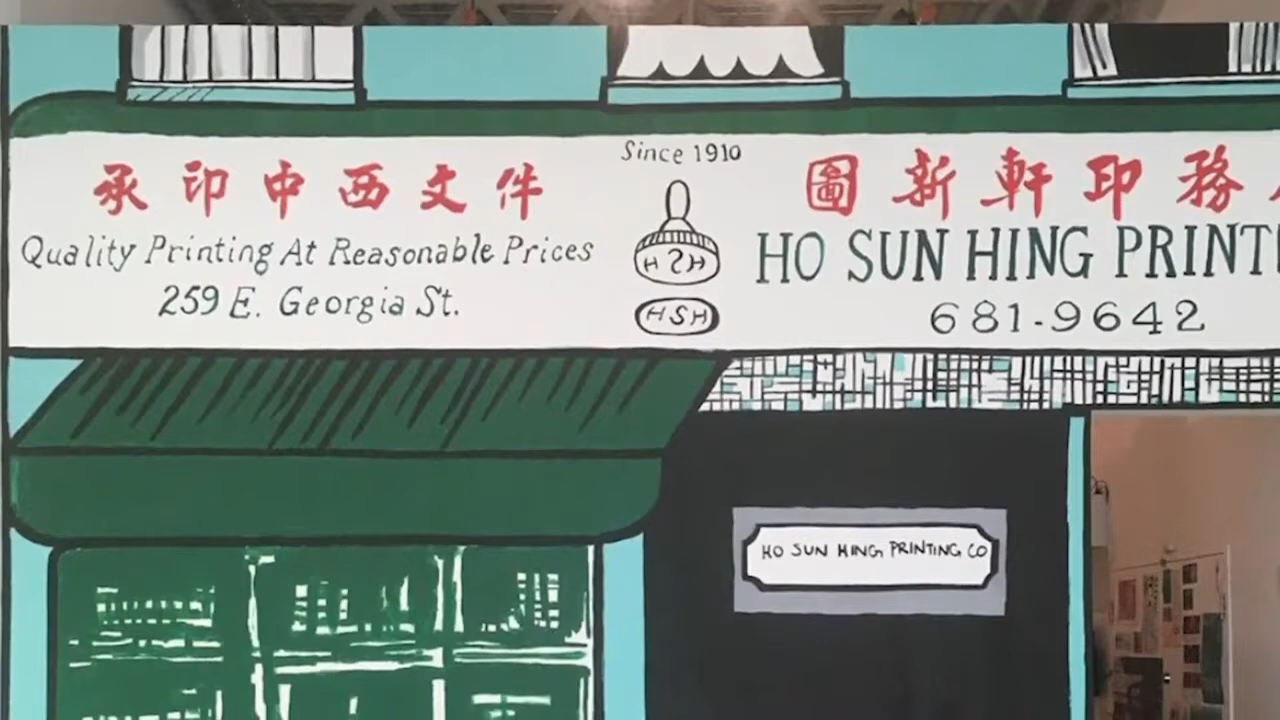 承印中西文件
Quality Printing At Reasonable Prices
259 E. Georgia St.
Since 1910
HSH
HSH
圖新軒印務
HO SUN HING PRINT
681-9642
HO SUN HING PRINTING CO